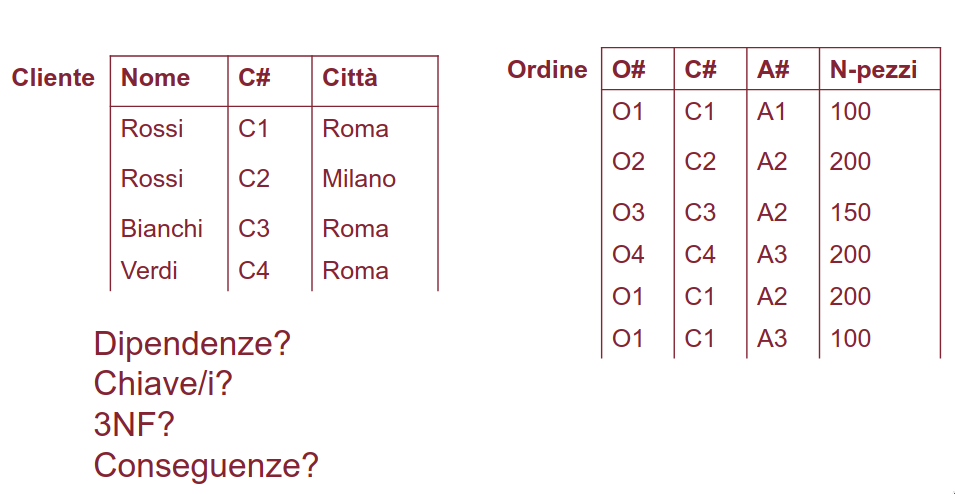 Cliente Nome C# Città
Rossi C1 Roma
Rossi C2 Milano
Bianchi C3 Roma
Verdi C4 Roma
Ordine O# C# A# N-pezzi
O1 C1 A1 100
O2 C2 A2 200
O3 C3 A2 150
O4 C4 A3 200
O1 C1 A2 200
O1 C1 A3 100
Dipendenze?
Chiave/i?
3NF?
Conseguenze?